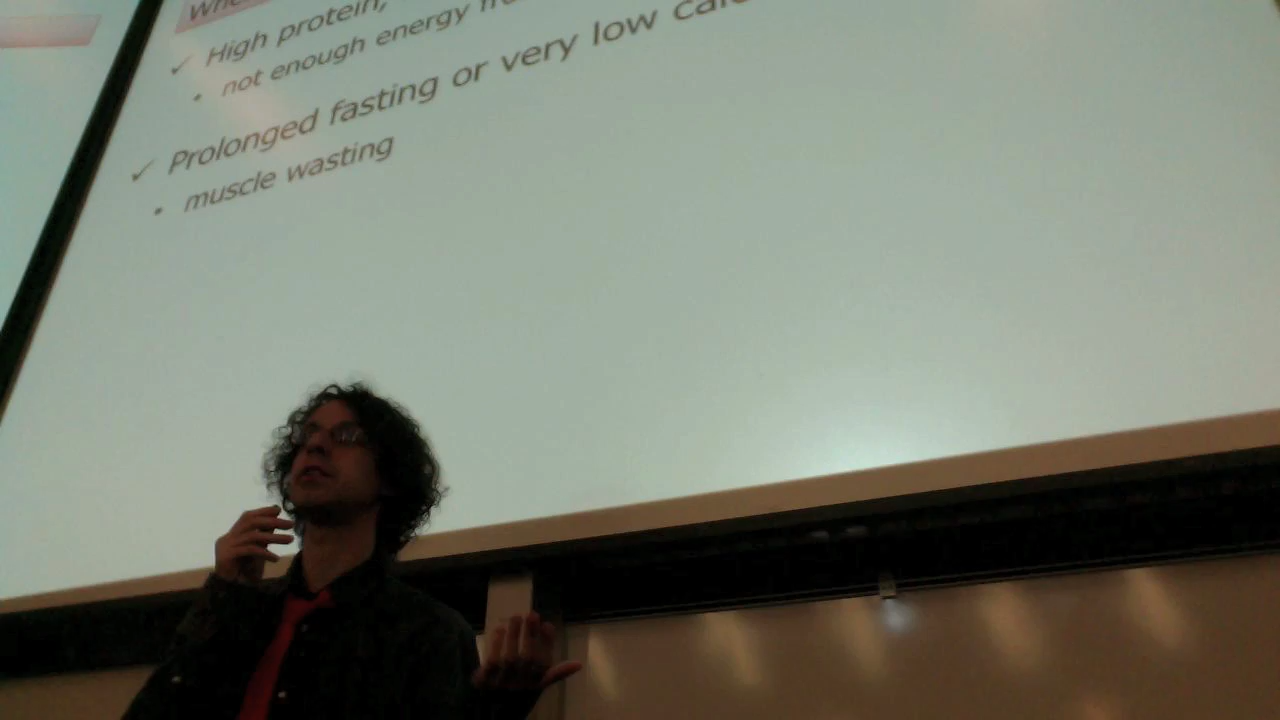 High protein,
not enough energy
Prolonged fasting or very low
muscle wasting